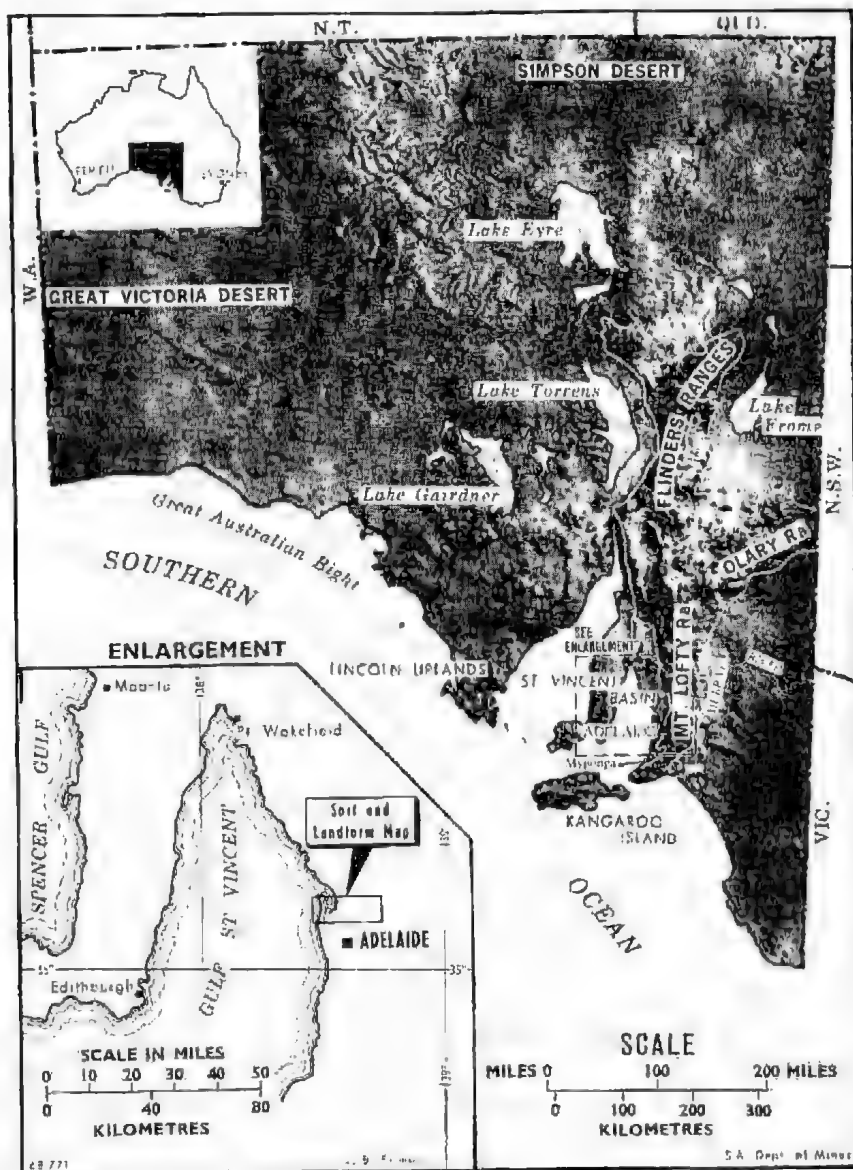 N.T.
QLD.
SIMPSON DESERT
Lake Eyre
W.A.
GREAT VICTORIA DESERT
Lake Torrens
FLINDERS RANGES
Lake
Frome
Lake Gairdner
N.S.W.
OLARY Ra
Great Australian Bight
SOUTHERN
SEE
ENLARGEMENT
LINCOLN UPLANDS
ST VINCENT
BASIN
MT LOFTY Ra
ADELAIDE
Myponga
KANGAROO
ISLAND
VIC.
OCEAN
ENLARGEMENT
138°
Wakefield
SPENCER GULF
GULF ST VINCENT
Soil and
Landform Map
ADELAIDE
35°
35°
Edithburgh
SCALE IN MILES
0 10 20 30 40 50
0 40 80
KILOMETRES
139°
SCALE
MILES 0 100 200 MILES
0 100 200 300
KILOMETRES
S.A. Dept. of Mines